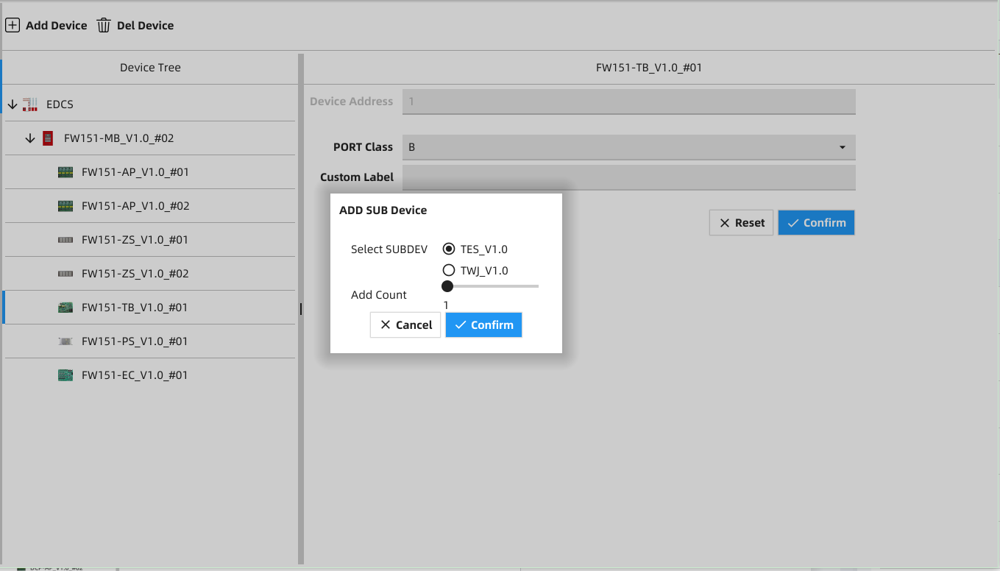 Add Device Del Device
Device Tree
FW151-TB_V1.0_#01
EDCS
FW151-MB_V1.0_#02
FW151-AP_V1.0_#01
FW151-AP_V1.0_#02
FW151-ZS_V1.0_#01
FW151-ZS_V1.0_#02
FW151-TB_V1.0_#01
FW151-PS_V1.0_#01
FW151-EC_V1.0_#01
Device Address 1
PORT Class B
Custom Label
Reset Confirm
ADD SUB Device
Select SUBDEV TES_V1.0
TWJ_V1.0
Add Count
1
Cancel Confirm